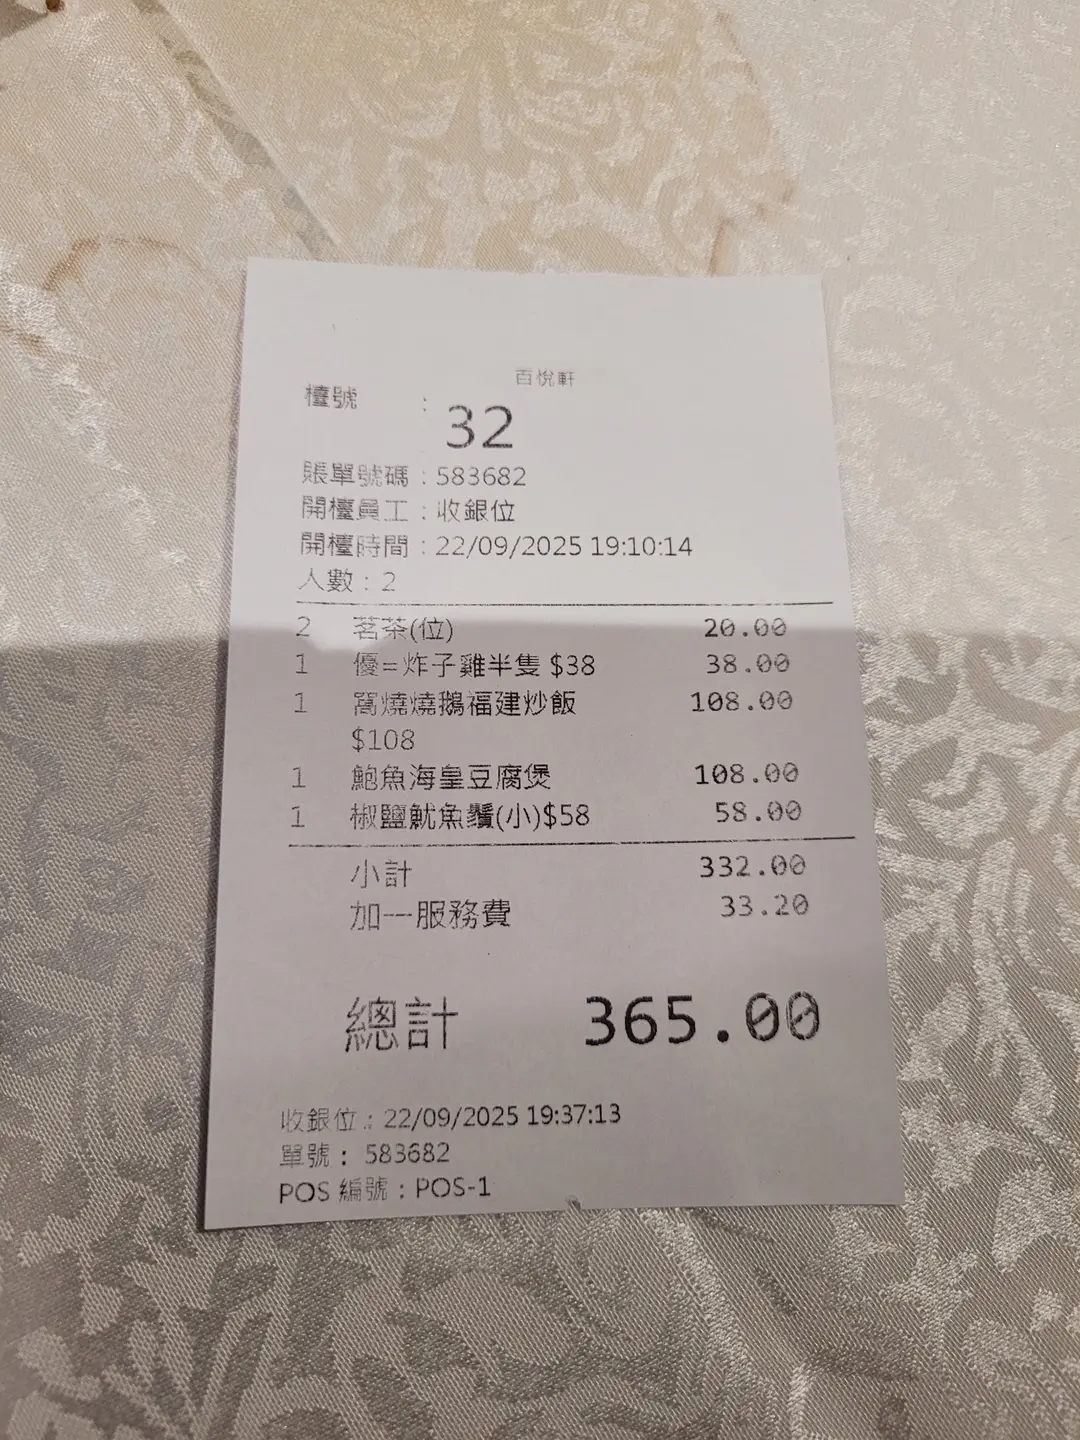 百悅軒
檯號 : 32
賬單號碼 : 583682
開檯員工 : 收銀位
開檯時間 : 22/09/2025 19:10:14
人數 : 2
2 茗茶(位) 20.00
1 優=炸子雞半隻 $38 38.00
1 窩燒燒鵝福建炒飯 108.00
$108
1 鮑魚海皇豆腐煲 108.00
1 椒鹽魷魚鬚(小)$58 58.00
小計 332.00
加一服務費 33.20
總計 365.00
收銀位 : 22/09/2025 19:37:13
單號 : 583682
POS 編號 : POS-1